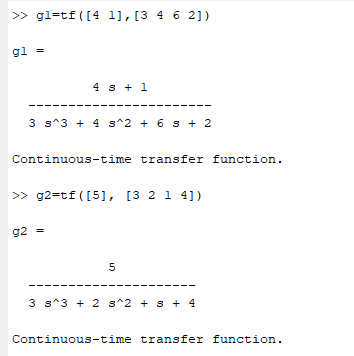 >> g1=tf([4 1],[3 4 6 2])
g1 =
4 s + 1
-----------------------
3 s^3 + 4 s^2 + 6 s + 2
Continuous-time transfer function.
>> g2=tf([5], [3 2 1 4])
g2 =
5
---------------------
3 s^3 + 2 s^2 + s + 4
Continuous-time transfer function.